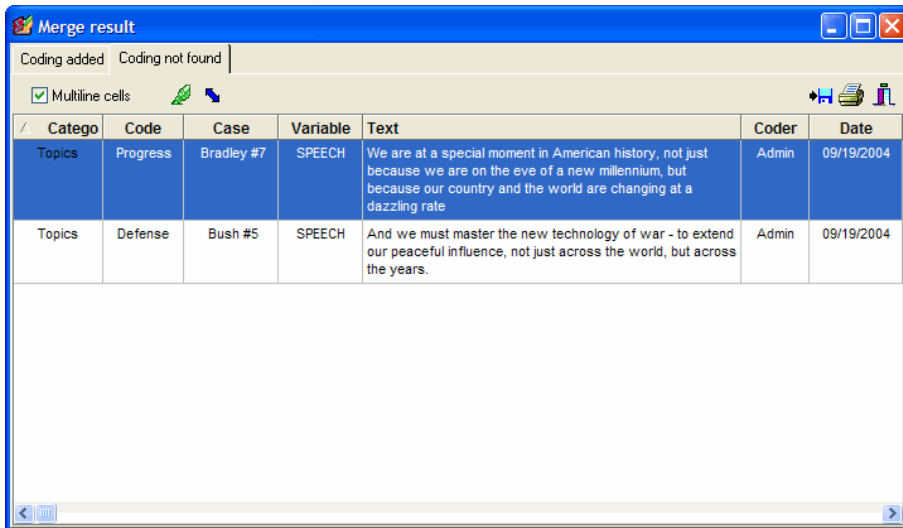 Merge result
Coding added Coding not found
Multiline cells
Catego Code Case Variable Text Coder Date
Topics Progress Bradley #7 SPEECH We are at a special moment in American history, not just Admin 09/19/2004
because we are on the eve of a new millennium, but
because our country and the world are changing at a
dazzling rate
Topics Defense Bush #5 SPEECH And we must master the new technology of war - to extend Admin 09/19/2004
our peaceful influence, not just across the world, but across
the years.